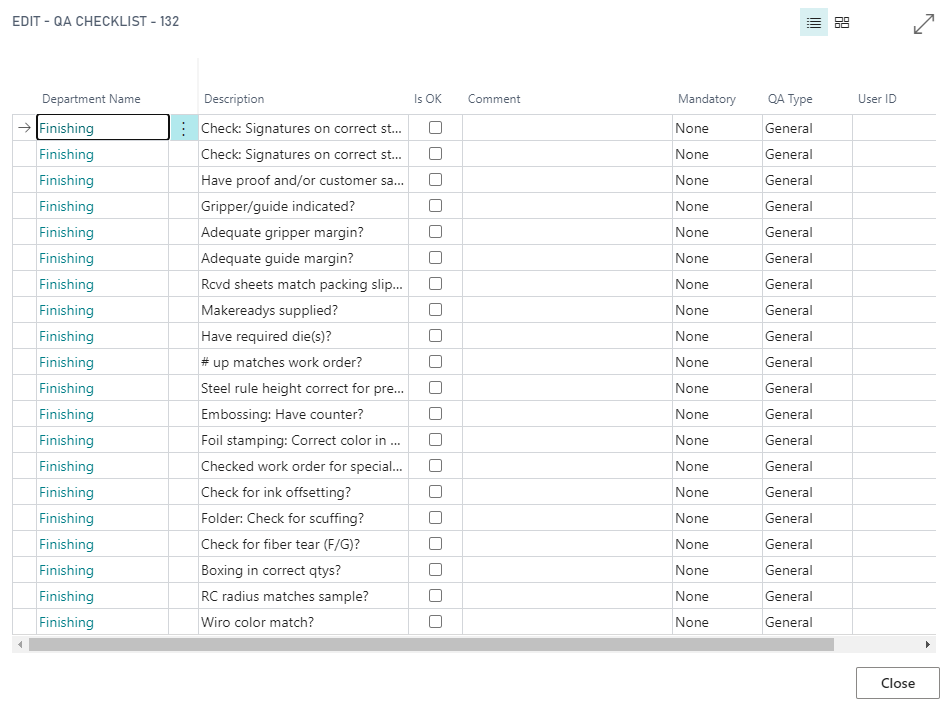 EDIT - QA CHECKLIST - 132
Department Name Description Is OK Comment Mandatory QA Type User ID
Finishing Check: Signatures on correct st... None General
Finishing Check: Signatures on correct st... None General
Finishing Have proof and/or customer sa... None General
Finishing Gripper/guide indicated? None General
Finishing Adequate gripper margin? None General
Finishing Adequate guide margin? None General
Finishing Rcvd sheets match packing slip... None General
Finishing Makereadys supplied? None General
Finishing Have required die(s)? None General
Finishing # up matches work order? None General
Finishing Steel rule height correct for pre... None General
Finishing Embossing: Have counter? None General
Finishing Foil stamping: Correct color in ... None General
Finishing Checked work order for special... None General
Finishing Check for ink offsetting? None General
Finishing Folder: Check for scuffing? None General
Finishing Check for fiber tear (F/G)? None General
Finishing Boxing in correct qtys? None General
Finishing RC radius matches sample? None General
Finishing Wiro color match? None General
Close